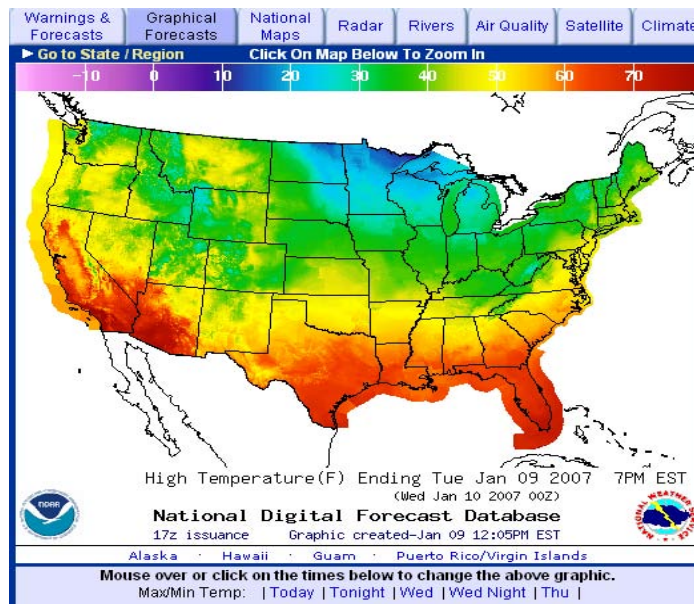 Warnings & Forecasts
Graphical Forecasts
National Maps
Radar
Rivers
Air Quality
Satellite
Climate
Go to State / Region
Click On Map Below To Zoom In
-10 0 10 20 30 40 50 60 70
High Temperature(F) Ending Tue Jan 09 2007 7PM EST
(Wed Jan 10 2007 00Z)
National Digital Forecast Database
17z issuance Graphic created-Jan 09 12:05PM EST
NOAA
NATIONAL WEATHER SERVICE
Alaska · Hawaii · Guam · Puerto Rico/Virgin Islands
Mouse over or click on the times below to change the above graphic.
Max/Min Temp: | Today | Tonight | Wed | Wed Night | Thu |